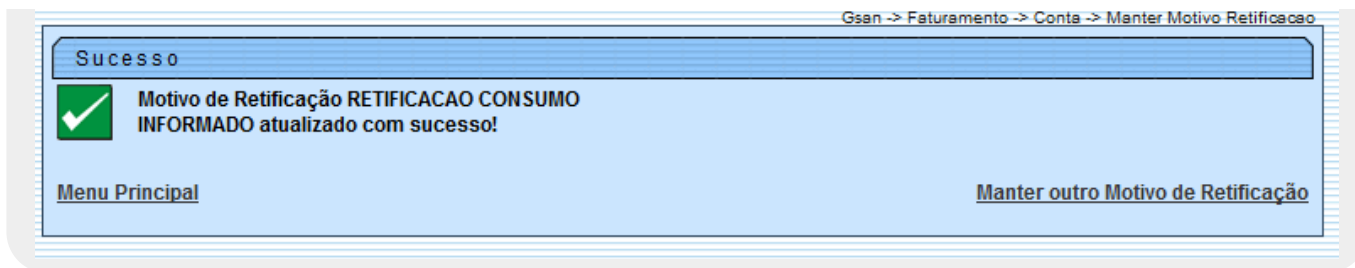 Gsan -> Faturamento -> Conta -> Manter Motivo Retificacao
Sucesso
Motivo de Retificação RETIFICACAO CONSUMO
INFORMADO atualizado com sucesso!
Menu Principal
Manter outro Motivo de Retificação